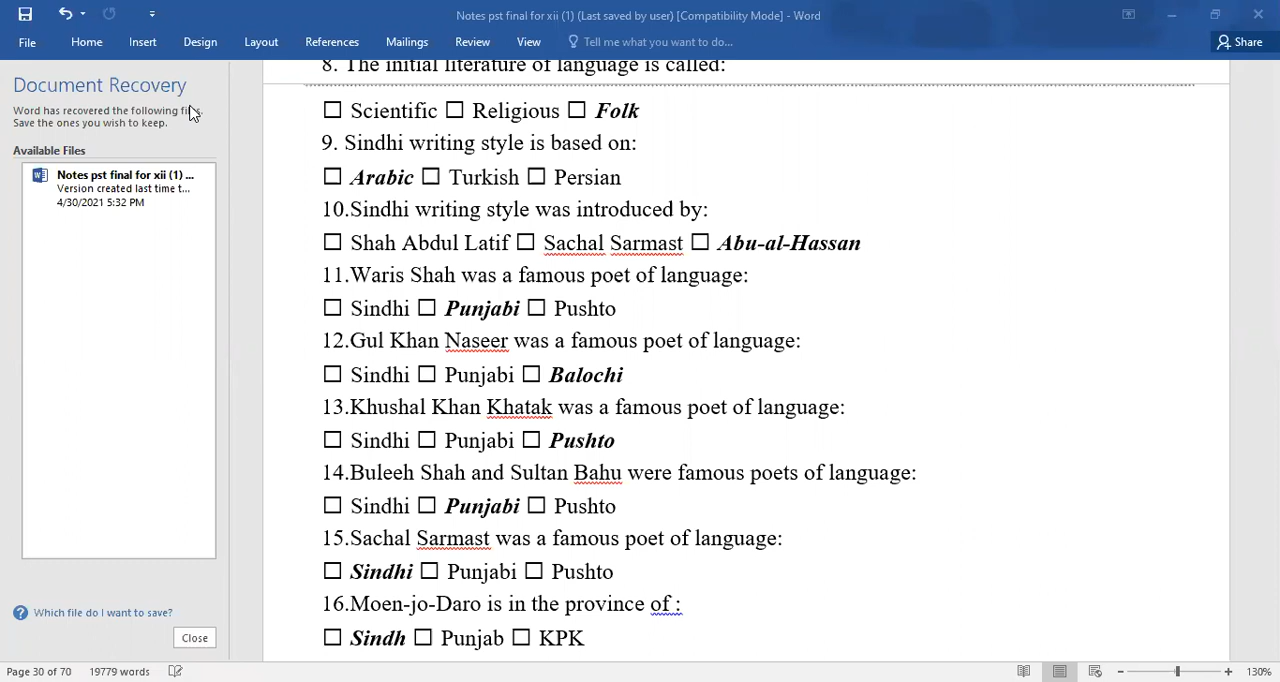 Notes pst final for xii (1) (Last saved by user) [Compatibility Mode] - Word
File Home Insert Design Layout References Mailings Review View Tell me what you want to do... Share
Document Recovery
Word has recovered the following files.
Save the ones you wish to keep.
Available Files
Notes pst final for xii (1) ...
Version created last time t...
4/30/2021 5:32 PM
Which file do I want to save?
Close
8. The initial literature of language is called:
☐ Scientific ☐ Religious ☐ Folk
9. Sindhi writing style is based on:
☐ Arabic ☐ Turkish ☐ Persian
10.Sindhi writing style was introduced by:
☐ Shah Abdul Latif ☐ Sachal Sarmast ☐ Abu-al-Hassan
11.Waris Shah was a famous poet of language:
☐ Sindhi ☐ Punjabi ☐ Pushto
12.Gul Khan Naseer was a famous poet of language:
☐ Sindhi ☐ Punjabi ☐ Balochi
13.Khushal Khan Khatak was a famous poet of language:
☐ Sindhi ☐ Punjabi ☐ Pushto
14.Buleeh Shah and Sultan Bahu were famous poets of language:
☐ Sindhi ☐ Punjabi ☐ Pushto
15.Sachal Sarmast was a famous poet of language:
☐ Sindhi ☐ Punjabi ☐ Pushto
16.Moen-jo-Daro is in the province of :
☐ Sindh ☐ Punjab ☐ KPK
Page 30 of 70 19779 words 130%